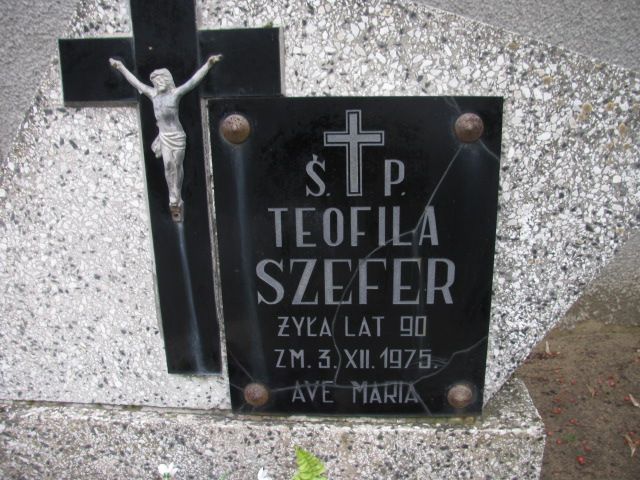 Ś. P.
TEOFILA
SZEFER
ŻYŁA LAT 90
ZM. 3. XII. 1975.
AVE MARIA